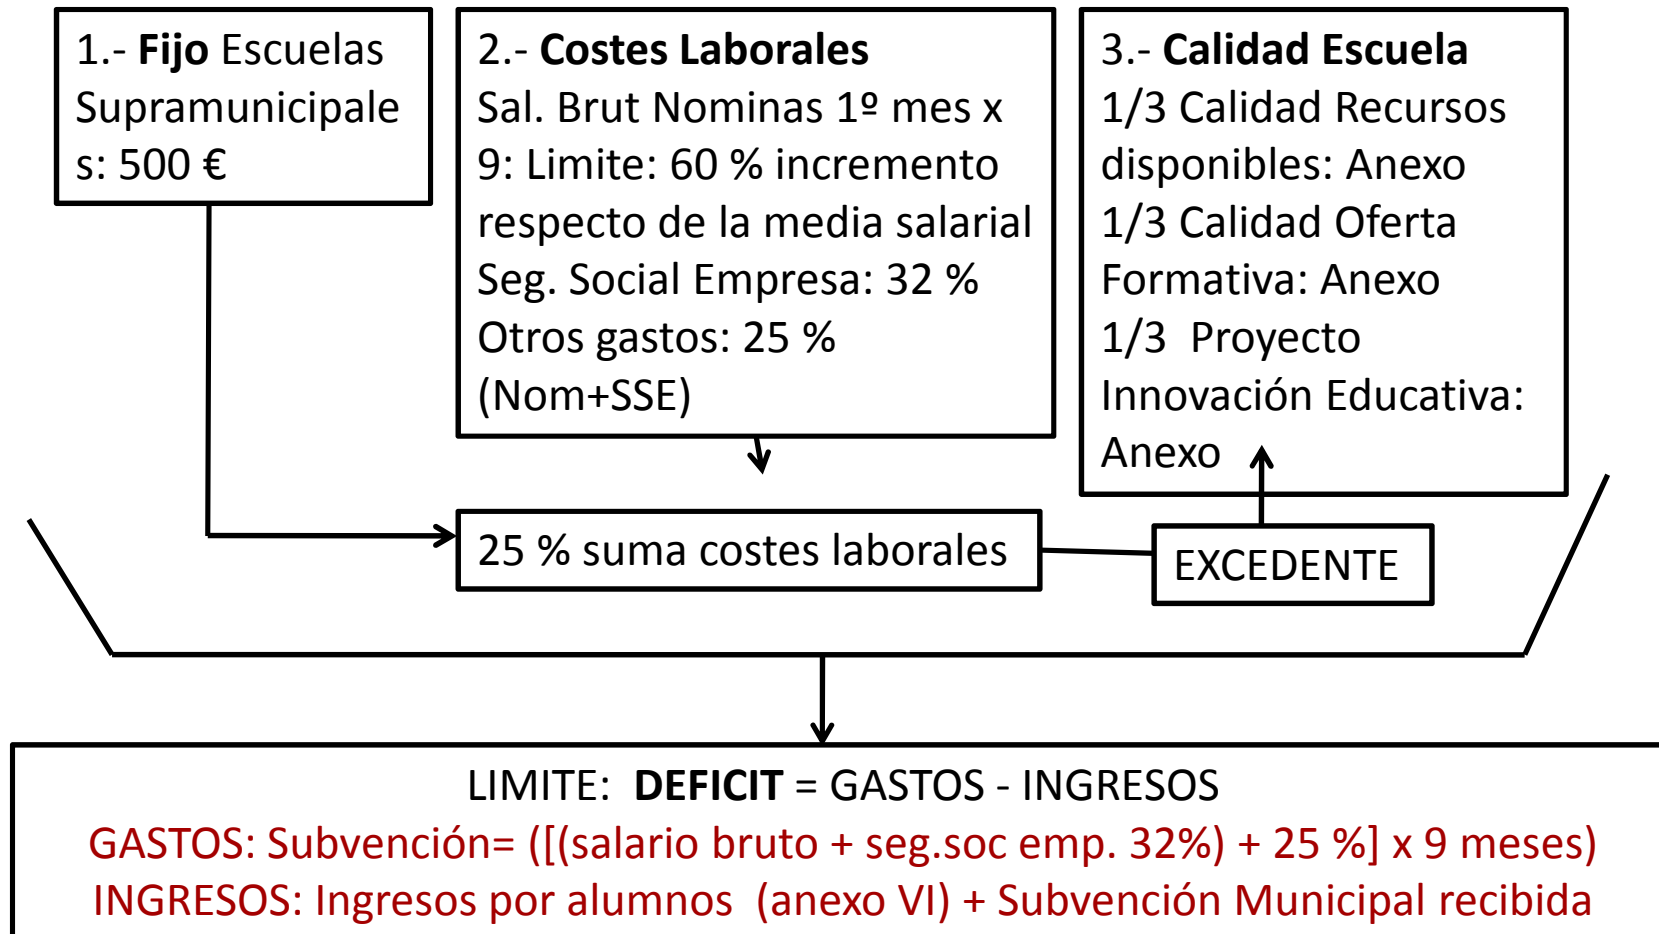 1.- Fijo Escuelas
Supramunicipale
s: 500 €
2.- Costes Laborales
Sal. Brut Nominas 1º mes x
9: Limite: 60 % incremento
respecto de la media salarial
Seg. Social Empresa: 32 %
Otros gastos: 25 %
(Nom+SSE)
3.- Calidad Escuela
1/3 Calidad Recursos
disponibles: Anexo
1/3 Calidad Oferta
Formativa: Anexo
1/3 Proyecto
Innovación Educativa:
Anexo
25 % suma costes laborales
EXCEDENTE
LIMITE: DEFICIT = GASTOS - INGRESOS
GASTOS: Subvención= ([(salario bruto + seg.soc emp. 32%) + 25 %] x 9 meses)
INGRESOS: Ingresos por alumnos (anexo VI) + Subvención Municipal recibida